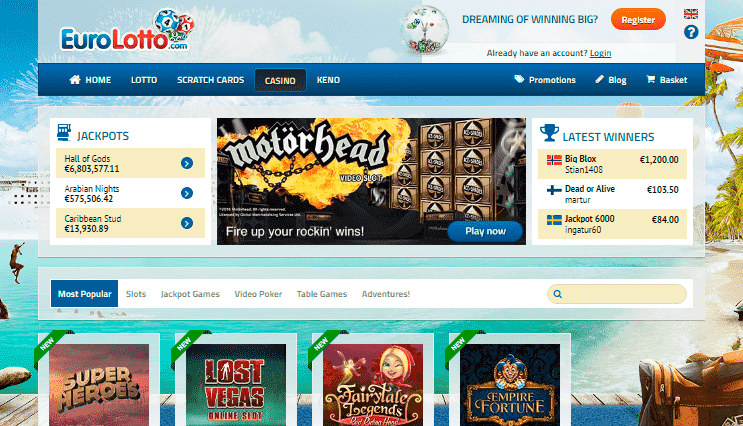 EuroLotto.com
DREAMING OF WINNING BIG?
Register
Already have an account? Login
HOME
LOTTO
SCRATCH CARDS
CASINO
KENO
Promotions
Blog
Basket
JACKPOTS
Hall of Gods
€6,803,577.11
Arabian Nights
€575,506.42
Caribbean Stud
€13,930.89
motörhead
VIDEO SLOT
Fire up your rockin' wins!
Play now
LATEST WINNERS
Big Blox
€1,200.00
Stian1408
Dead or Alive
€103.50
martur
Jackpot 6000
€84.00
ingatur60
Most Popular
Slots
Jackpot Games
Video Poker
Table Games
Adventures!
NEW
SUPER
HEROES
NEW
LOST
VEGAS
ONLINE SLOT
NEW
FairyTale
Legends
Red Riding Hood
NEW
EMPIRE
FORTUNE